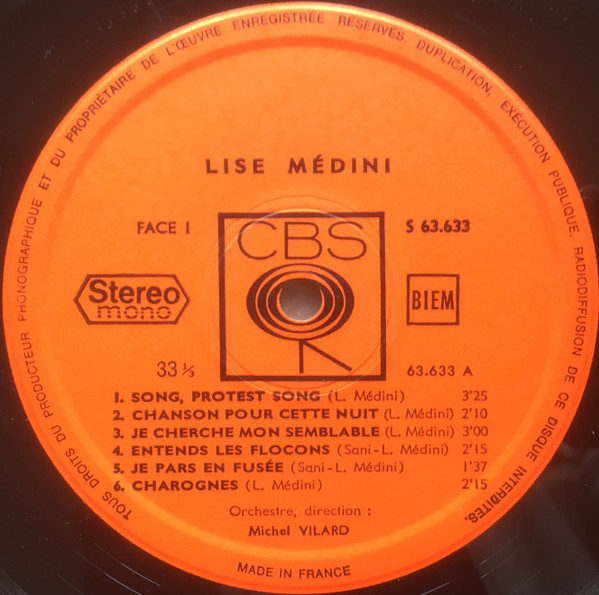 TOUS DROITS DU PRODUCTEUR PHONOGRAPHIQUE ET DU PROPRIÉTAIRE DE L'ŒUVRE ENREGISTRÉE RÉSERVÉS. DUPLICATION, EXÉCUTION PUBLIQUE, RADIODIFFUSION DE CE DISQUE INTERDITES.
LISE MÉDINI
FACE I
CBS
S 63.633
Stereo
mono
BIEM
33 ⅓
63.633 A
1. SONG, PROTEST SONG (L. Médini) 3'25
2. CHANSON POUR CETTE NUIT (L. Médini) 2'10
3. JE CHERCHE MON SEMBLABLE (L. Médini) 3'00
4. ENTENDS LES FLOCONS (Sani-L. Médini) 2'15
5. JE PARS EN FUSÉE (Sani-L. Médini) 1'37
6. CHAROGNES (L. Médini) 2'15
Orchestre, direction :
Michel VILARD
MADE IN FRANCE